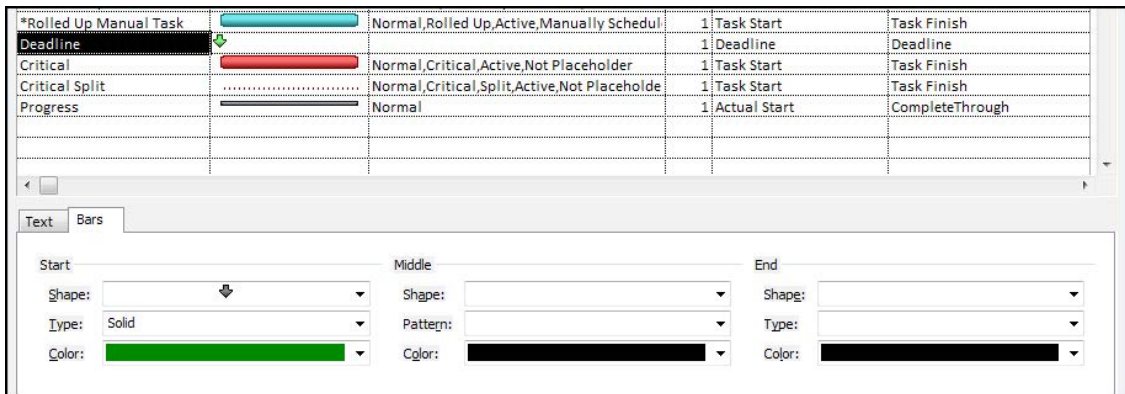 *Rolled Up Manual Task Normal,Rolled Up,Active,Manually Schedul 1 Task Start Task Finish
Deadline 1 Deadline Deadline
Critical Normal,Critical,Active,Not Placeholder 1 Task Start Task Finish
Critical Split Normal,Critical,Split,Active,Not Placeholde 1 Task Start Task Finish
Progress Normal 1 Actual Start CompleteThrough
Text Bars
Start Middle End
Shape: Shape: Shape:
Type: Solid Pattern: Type:
Color: Color: Color: